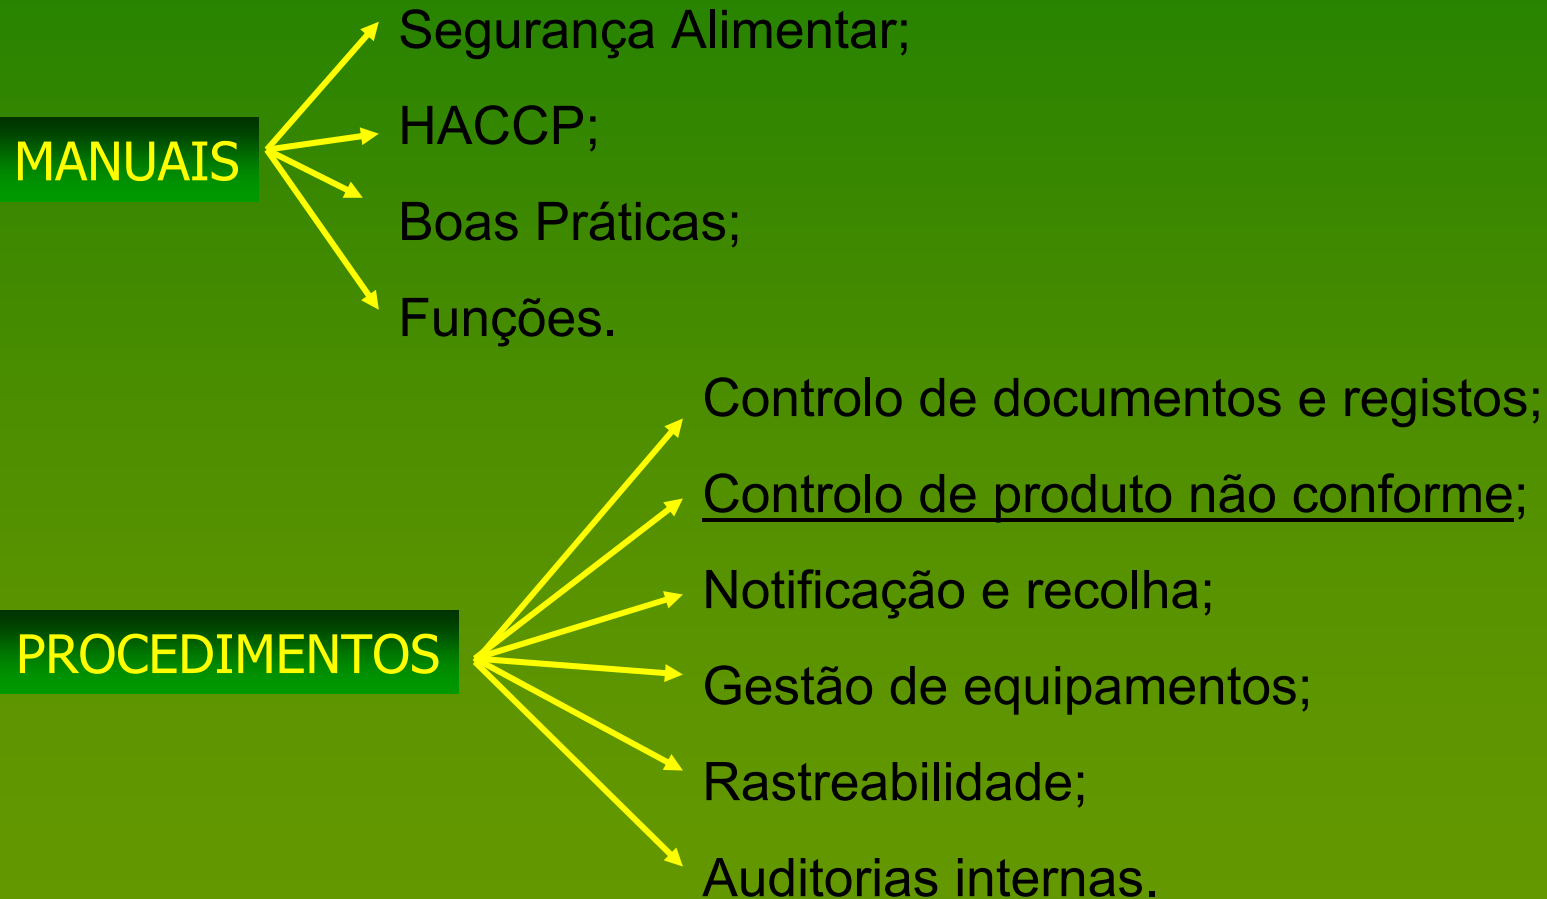 MANUAIS
Segurança Alimentar;
HACCP;
Boas Práticas;
Funções.
PROCEDIMENTOS
Controlo de documentos e registos;
Controlo de produto não conforme;
Notificação e recolha;
Gestão de equipamentos;
Rastreabilidade;
Auditorias internas.